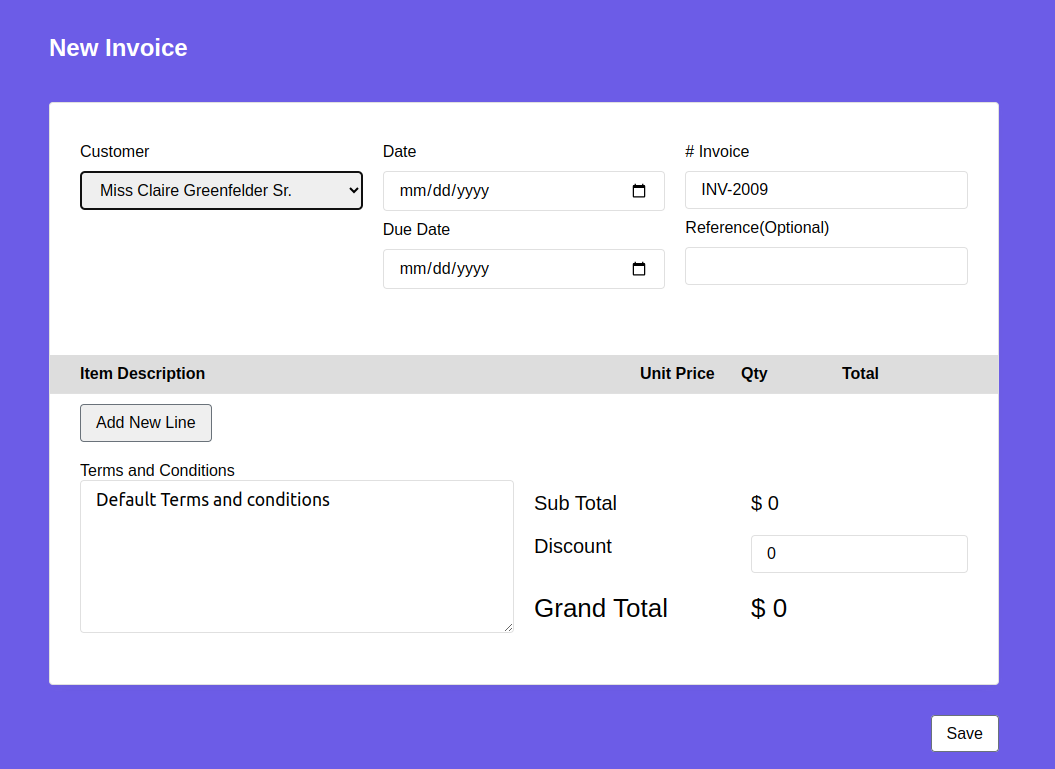 New Invoice
Customer
Miss Claire Greenfelder Sr.
Date
mm/dd/yyyy
Due Date
mm/dd/yyyy
# Invoice
INV-2009
Reference(Optional)
Item Description Unit Price Qty Total
Add New Line
Terms and Conditions
Default Terms and conditions
Sub Total $ 0
Discount 0
Grand Total $ 0
Save